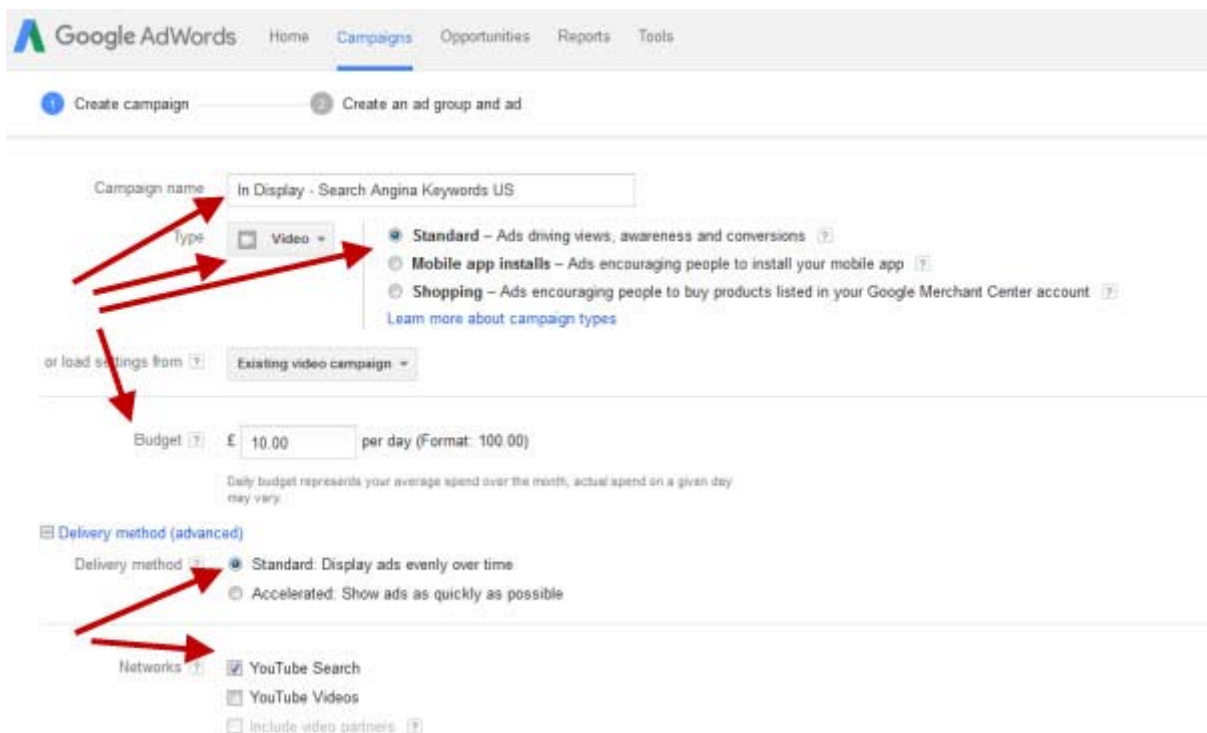 Google AdWords Home Campaigns Opportunities Reports Tools
1 Create campaign 2 Create an ad group and ad
Campaign name In Display - Search Angina Keywords US
Type Video Standard – Ads driving views, awareness and conversions ?
Mobile app installs – Ads encouraging people to install your mobile app ?
Shopping – Ads encouraging people to buy products listed in your Google Merchant Center account ?
Learn more about campaign types
or load settings from ? Existing video campaign
Budget ? £ 10.00 per day (Format: 100.00)
Daily budget represents your average spend over the month, actual spend on a given day
may vary.
Delivery method (advanced)
Delivery method ? Standard: Display ads evenly over time
Accelerated: Show ads as quickly as possible
Networks ? YouTube Search
YouTube Videos
Include video partners ?